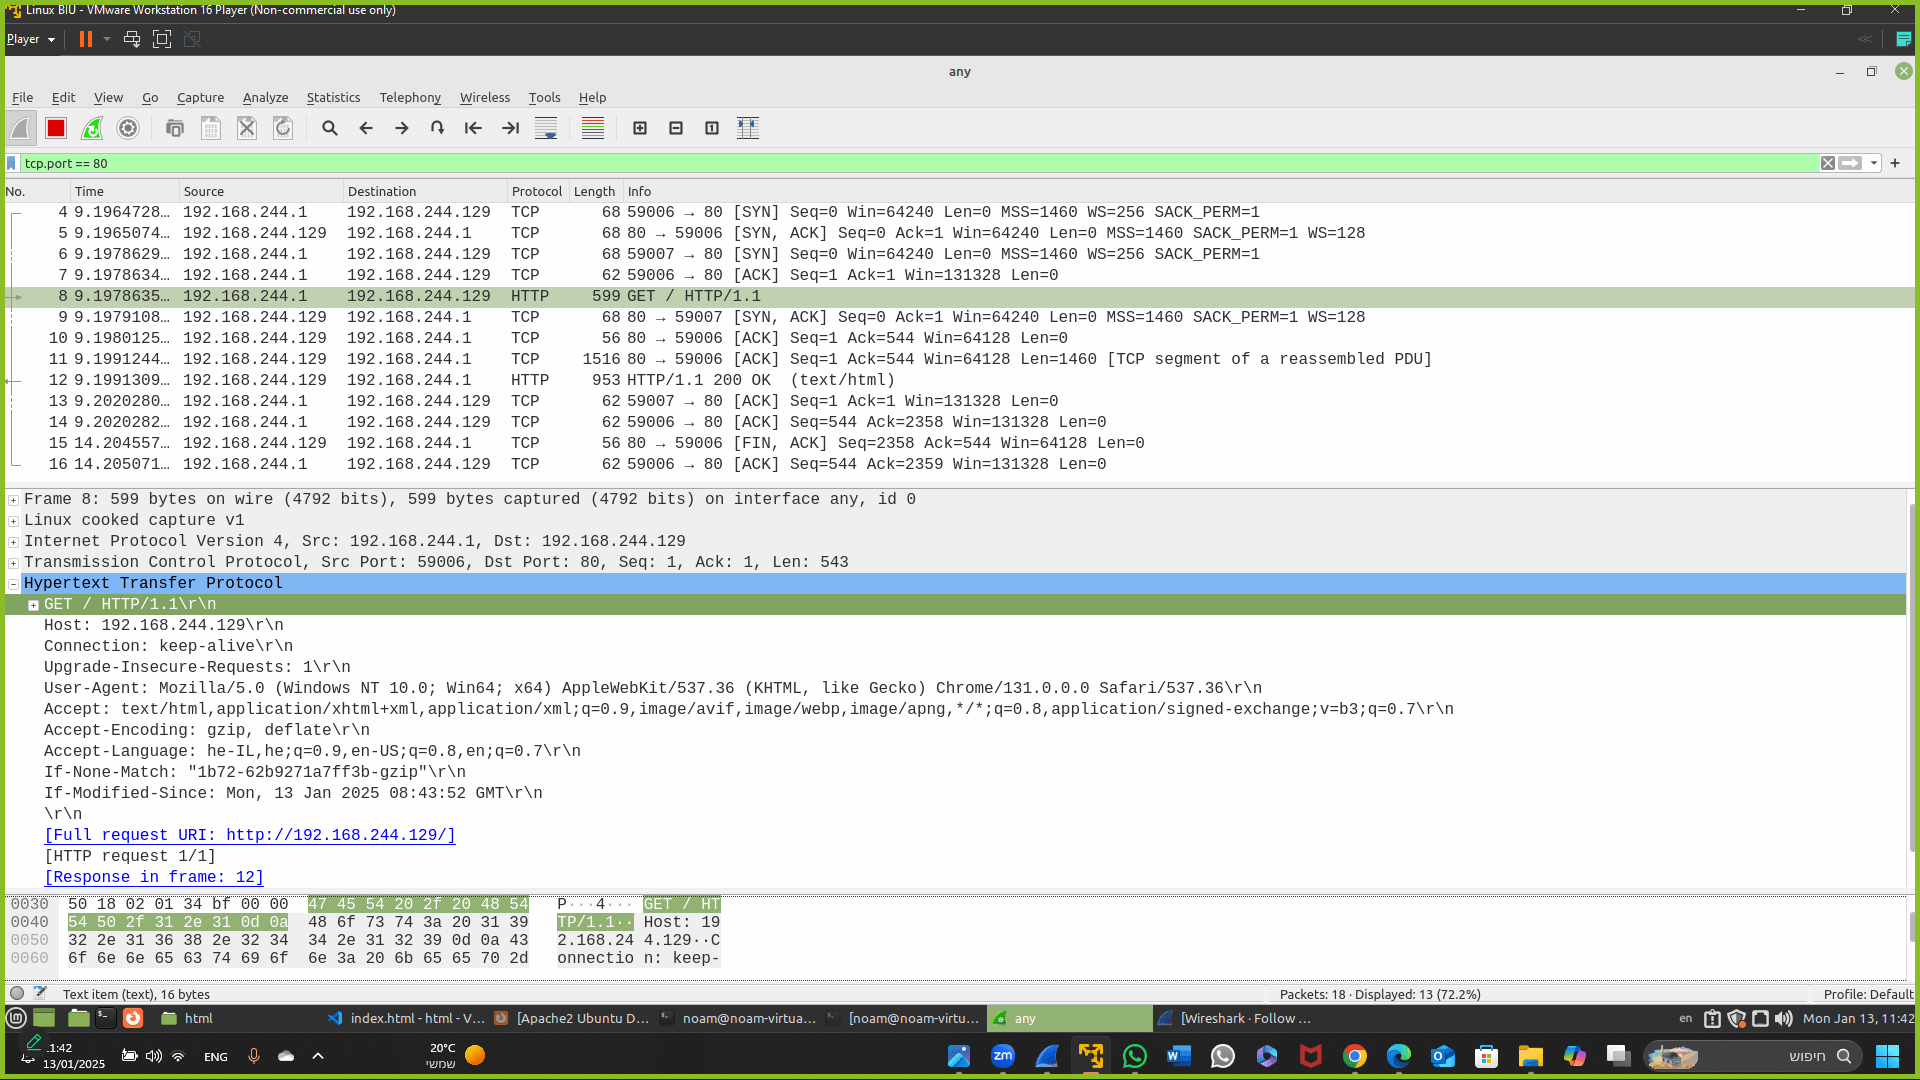 Linux BIU - VMware Workstation 16 Player (Non-commercial use only)
Player
any
File Edit View Go Capture Analyze Statistics Telephony Wireless Tools Help
tcp.port == 80
No. Time Source Destination Protocol Length Info
4 9.1964728… 192.168.244.1 192.168.244.129 TCP 68 59006 → 80 [SYN] Seq=0 Win=64240 Len=0 MSS=1460 WS=256 SACK_PERM=1
5 9.1965074… 192.168.244.129 192.168.244.1 TCP 68 80 → 59006 [SYN, ACK] Seq=0 Ack=1 Win=64240 Len=0 MSS=1460 SACK_PERM=1 WS=128
6 9.1978629… 192.168.244.1 192.168.244.129 TCP 68 59007 → 80 [SYN] Seq=0 Win=64240 Len=0 MSS=1460 WS=256 SACK_PERM=1
7 9.1978634… 192.168.244.1 192.168.244.129 TCP 62 59006 → 80 [ACK] Seq=1 Ack=1 Win=131328 Len=0
8 9.1978635… 192.168.244.1 192.168.244.129 HTTP 599 GET / HTTP/1.1
9 9.1979108… 192.168.244.129 192.168.244.1 TCP 68 80 → 59007 [SYN, ACK] Seq=0 Ack=1 Win=64240 Len=0 MSS=1460 SACK_PERM=1 WS=128
10 9.1980125… 192.168.244.129 192.168.244.1 TCP 56 80 → 59006 [ACK] Seq=1 Ack=544 Win=64128 Len=0
11 9.1991244… 192.168.244.129 192.168.244.1 TCP 1516 80 → 59006 [ACK] Seq=1 Ack=544 Win=64128 Len=1460 [TCP segment of a reassembled PDU]
12 9.1991309… 192.168.244.129 192.168.244.1 HTTP 953 HTTP/1.1 200 OK (text/html)
13 9.2020280… 192.168.244.1 192.168.244.129 TCP 62 59007 → 80 [ACK] Seq=1 Ack=1 Win=131328 Len=0
14 9.2020282… 192.168.244.1 192.168.244.129 TCP 62 59006 → 80 [ACK] Seq=544 Ack=2358 Win=131328 Len=0
15 14.204557… 192.168.244.129 192.168.244.1 TCP 56 80 → 59006 [FIN, ACK] Seq=2358 Ack=544 Win=64128 Len=0
16 14.205071… 192.168.244.1 192.168.244.129 TCP 62 59006 → 80 [ACK] Seq=544 Ack=2359 Win=131328 Len=0
Frame 8: 599 bytes on wire (4792 bits), 599 bytes captured (4792 bits) on interface any, id 0
Linux cooked capture v1
Internet Protocol Version 4, Src: 192.168.244.1, Dst: 192.168.244.129
Transmission Control Protocol, Src Port: 59006, Dst Port: 80, Seq: 1, Ack: 1, Len: 543
Hypertext Transfer Protocol
GET / HTTP/1.1\r\n
Host: 192.168.244.129\r\n
Connection: keep-alive\r\n
Upgrade-Insecure-Requests: 1\r\n
User-Agent: Mozilla/5.0 (Windows NT 10.0; Win64; x64) AppleWebKit/537.36 (KHTML, like Gecko) Chrome/131.0.0.0 Safari/537.36\r\n
Accept: text/html,application/xhtml+xml,application/xml;q=0.9,image/avif,image/webp,image/apng,*/*;q=0.8,application/signed-exchange;v=b3;q=0.7\r\n
Accept-Encoding: gzip, deflate\r\n
Accept-Language: he-IL,he;q=0.9,en-US;q=0.8,en;q=0.7\r\n
If-None-Match: "1b72-62b9271a7ff3b-gzip"\r\n
If-Modified-Since: Mon, 13 Jan 2025 08:43:52 GMT\r\n
\r\n
[Full request URI: http://192.168.244.129/]
[HTTP request 1/1]
[Response in frame: 12]
0030 50 18 02 01 34 bf 00 00 47 45 54 20 2f 20 48 54 P···4··· GET / HT
0040 54 50 2f 31 2e 31 0d 0a 48 6f 73 74 3a 20 31 39 TP/1.1·· Host: 19
0050 32 2e 31 36 38 2e 32 34 34 2e 31 32 39 0d 0a 43 2.168.24 4.129··C
0060 6f 6e 6e 65 63 74 69 6f 6e 3a 20 6b 65 65 70 2d onnectio n: keep-
Text item (text), 16 bytes Packets: 18 · Displayed: 13 (72.2%) Profile: Default
html index.html - html - V… [Apache2 Ubuntu D… noam@noam-virtua… [noam@noam-virtu… any [Wireshark · Follow … en Mon Jan 13, 11:42
11:42 ENG 20°C
13/01/2025 שמשי חיפוש